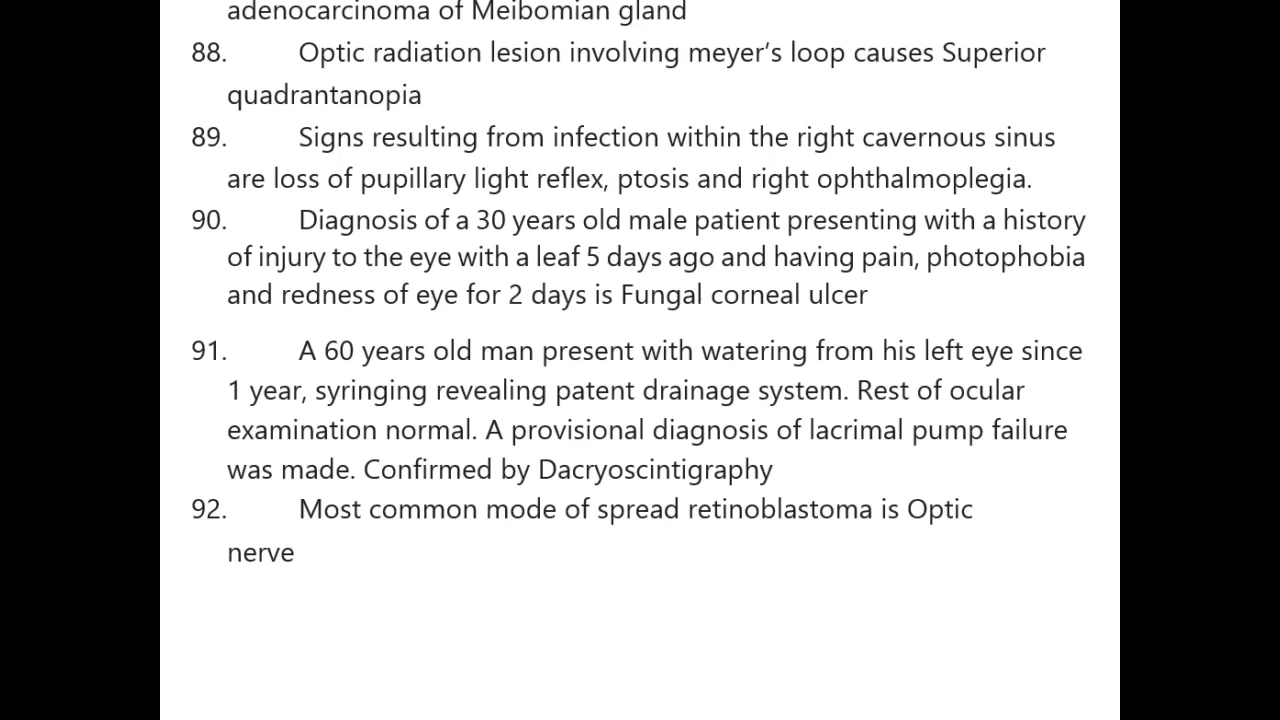 adenocarcinoma of Meibomian gland
88. Optic radiation lesion involving meyer’s loop causes Superior
quadrantanopia
89. Signs resulting from infection within the right cavernous sinus
are loss of pupillary light reflex, ptosis and right ophthalmoplegia.
90. Diagnosis of a 30 years old male patient presenting with a history
of injury to the eye with a leaf 5 days ago and having pain, photophobia
and redness of eye for 2 days is Fungal corneal ulcer
91. A 60 years old man present with watering from his left eye since
1 year, syringing revealing patent drainage system. Rest of ocular
examination normal. A provisional diagnosis of lacrimal pump failure
was made. Confirmed by Dacryoscintigraphy
92. Most common mode of spread retinoblastoma is Optic
nerve